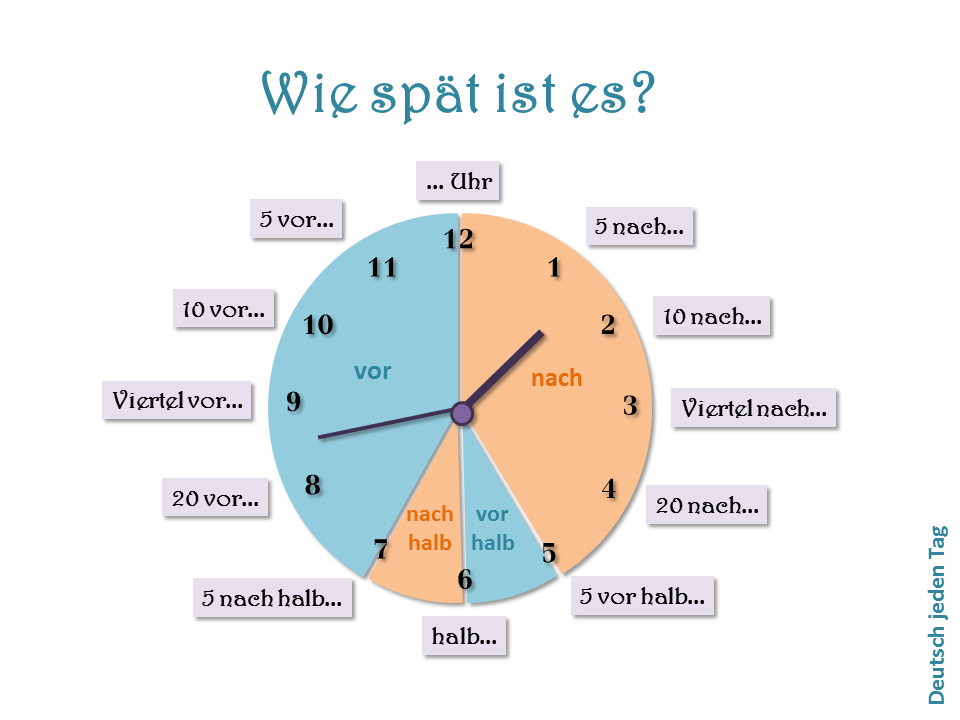 Wie spät ist es?
... Uhr
5 vor...
5 nach...
12
11
1
10 vor...
10
2
10 nach...
vor
nach
Viertel vor...
9
3
Viertel nach...
20 vor...
8
4
20 nach...
nach
halb
vor
halb
7
5
6
5 nach halb...
5 vor halb...
halb...
Deutsch jeden Tag